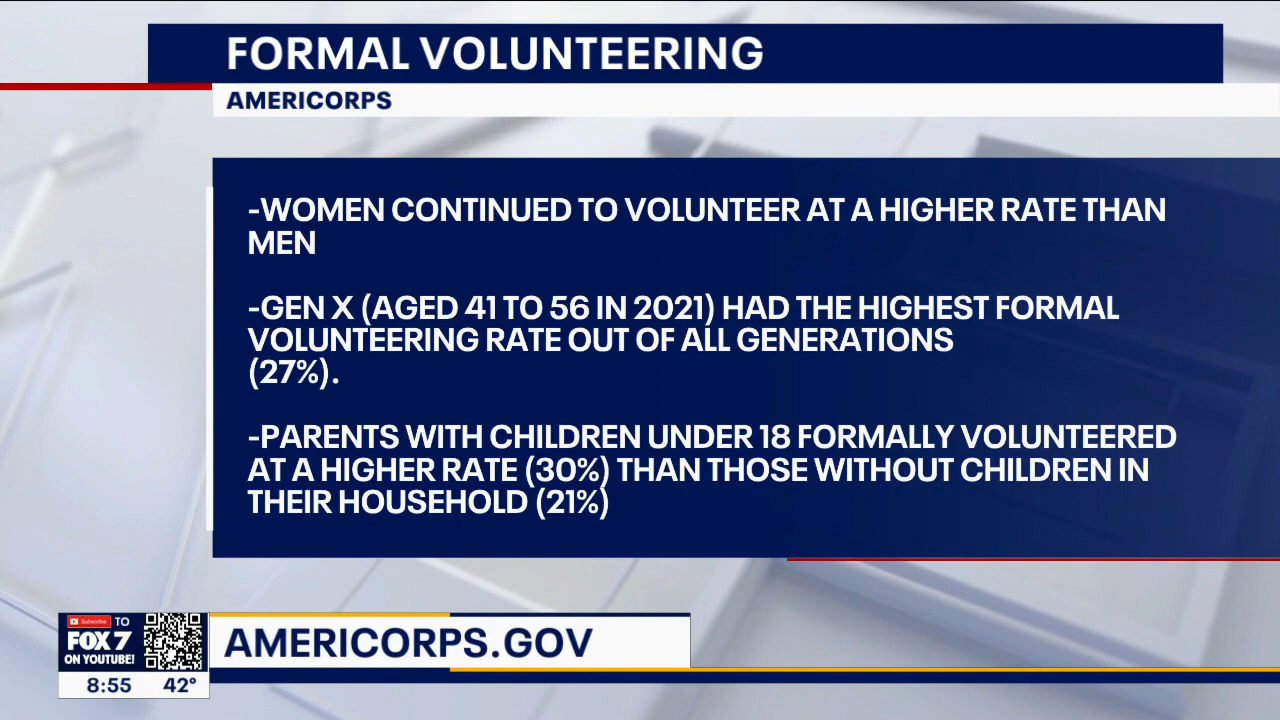 FORMAL VOLUNTEERING
AMERICORPS
-WOMEN CONTINUED TO VOLUNTEER AT A HIGHER RATE THAN
MEN
-GEN X (AGED 41 TO 56 IN 2021) HAD THE HIGHEST FORMAL
VOLUNTEERING RATE OUT OF ALL GENERATIONS
(27%).
-PARENTS WITH CHILDREN UNDER 18 FORMALLY VOLUNTEERED
AT A HIGHER RATE (30%) THAN THOSE WITHOUT CHILDREN IN
THEIR HOUSEHOLD (21%)
Subscribe TO
FOX 7
ON YOUTUBE!
8:55 42°
AMERICORPS.GOV